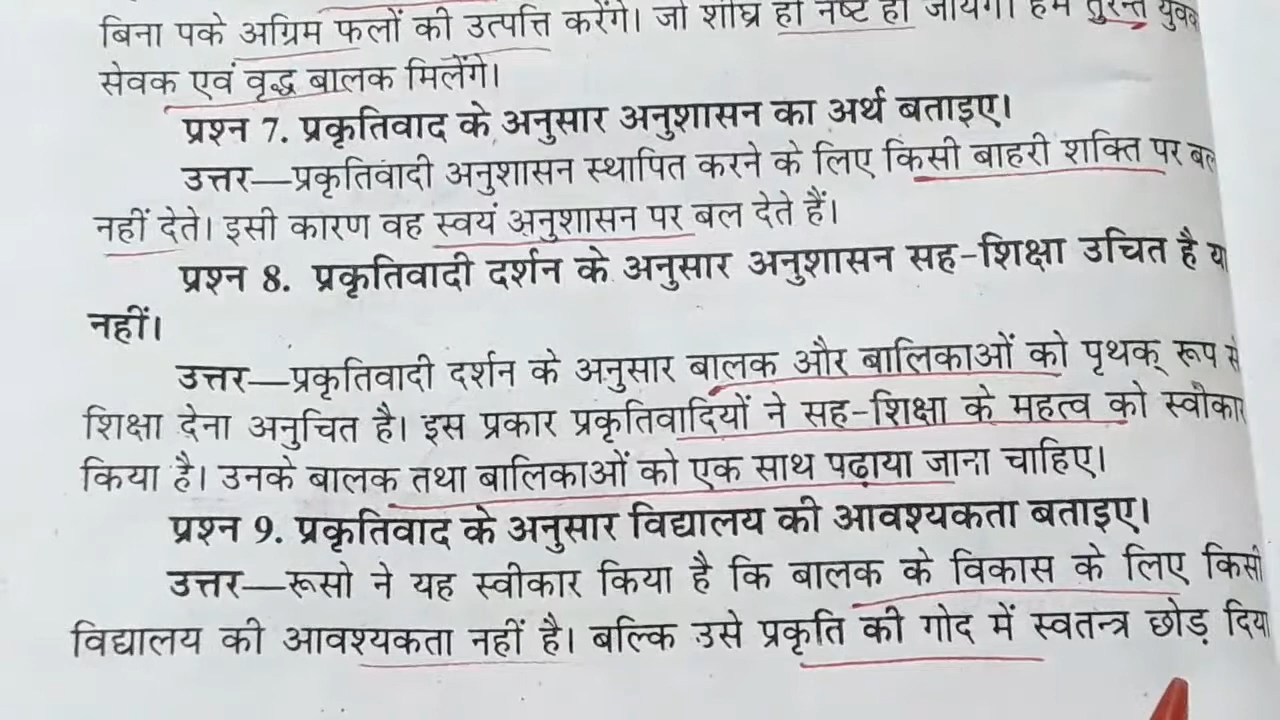 बिना पके अग्रिम फलों की उत्पत्ति करेंगे। जो शीघ्र ही नष्ट हो जायेंगे। हम तुरन्त युवक
सेवक एवं वृद्ध बालक मिलेंगे।
प्रश्न 7. प्रकृतिवाद के अनुसार अनुशासन का अर्थ बताइए।
उत्तर—प्रकृतिवादी अनुशासन स्थापित करने के लिए किसी बाहरी शक्ति पर बल
नहीं देते। इसी कारण वह स्वयं अनुशासन पर बल देते हैं।
प्रश्न 8. प्रकृतिवादी दर्शन के अनुसार अनुशासन सह-शिक्षा उचित है या
नहीं।
उत्तर—प्रकृतिवादी दर्शन के अनुसार बालक और बालिकाओं को पृथक् रूप से
शिक्षा देना अनुचित है। इस प्रकार प्रकृतिवादियों ने सह-शिक्षा के महत्व को स्वीकार
किया है। उनके बालक तथा बालिकाओं को एक साथ पढ़ाया जाना चाहिए।
प्रश्न 9. प्रकृतिवाद के अनुसार विद्यालय की आवश्यकता बताइए।
उत्तर—रूसो ने यह स्वीकार किया है कि बालक के विकास के लिए किसी
विद्यालय की आवश्यकता नहीं है। बल्कि उसे प्रकृति की गोद में स्वतन्त्र छोड़ दिया